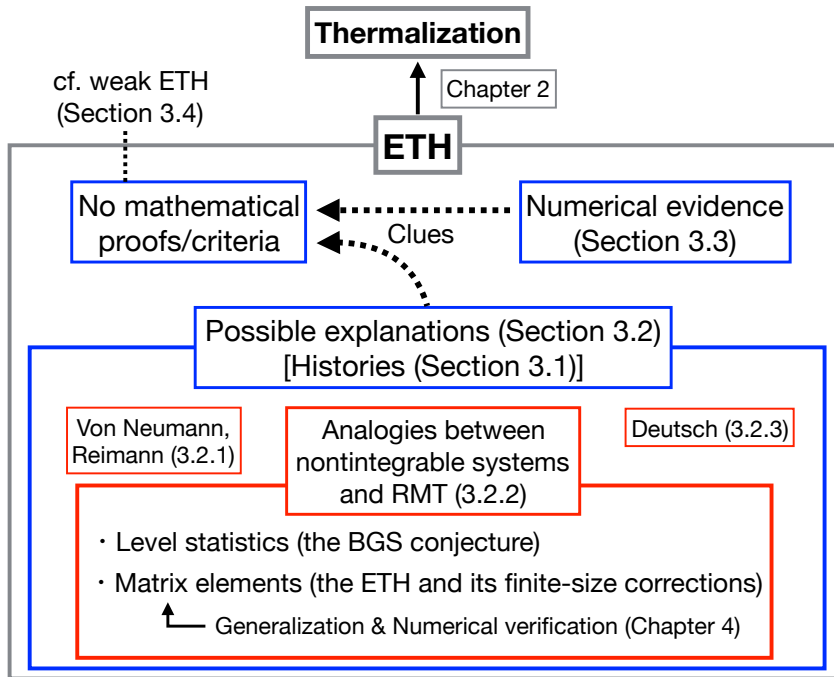 Thermalization
cf. weak ETH
(Section 3.4)
Chapter 2
ETH
No mathematical
proofs/criteria
Clues
Numerical evidence
(Section 3.3)
Possible explanations (Section 3.2)
[Histories (Section 3.1)]
Von Neumann,
Reimann (3.2.1)
Analogies between
nontintegrable systems
and RMT (3.2.2)
Deutsch (3.2.3)
・Level statistics (the BGS conjecture)
・Matrix elements (the ETH and its finite-size corrections)
Generalization & Numerical verification (Chapter 4)